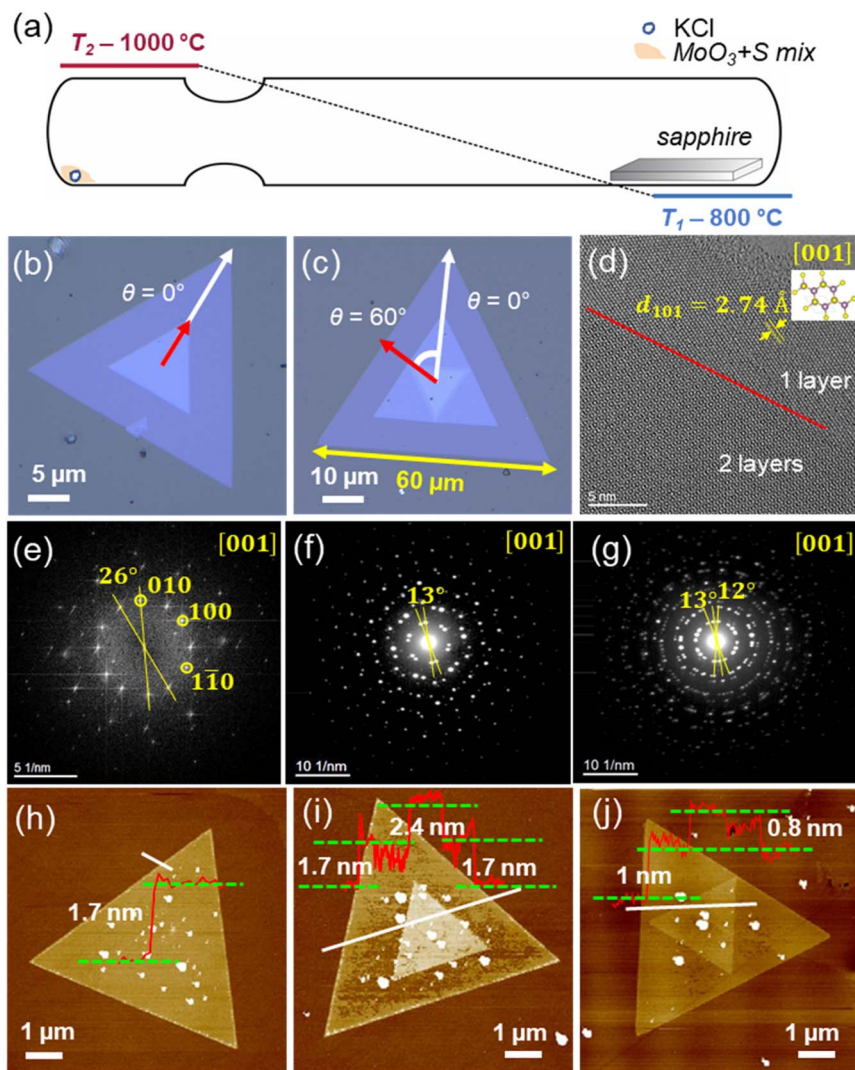 (a)
T₂ – 1000 °C
KCl
MoO₃+S mix
sapphire
T₁ – 800 °C
(b)
θ = 0°
5 µm
(c)
θ = 60°
θ = 0°
10 µm
60 µm
(d)
[001]
d₁₀₁ = 2.74 Å
1 layer
2 layers
5 nm
(e)
[001]
26°
010
100
11̅0
5 1/nm
(f)
[001]
13°
10 1/nm
(g)
[001]
13°
12°
10 1/nm
(h)
1.7 nm
1 µm
(i)
2.4 nm
1.7 nm
1.7 nm
1 µm
(j)
0.8 nm
1 nm
1 µm